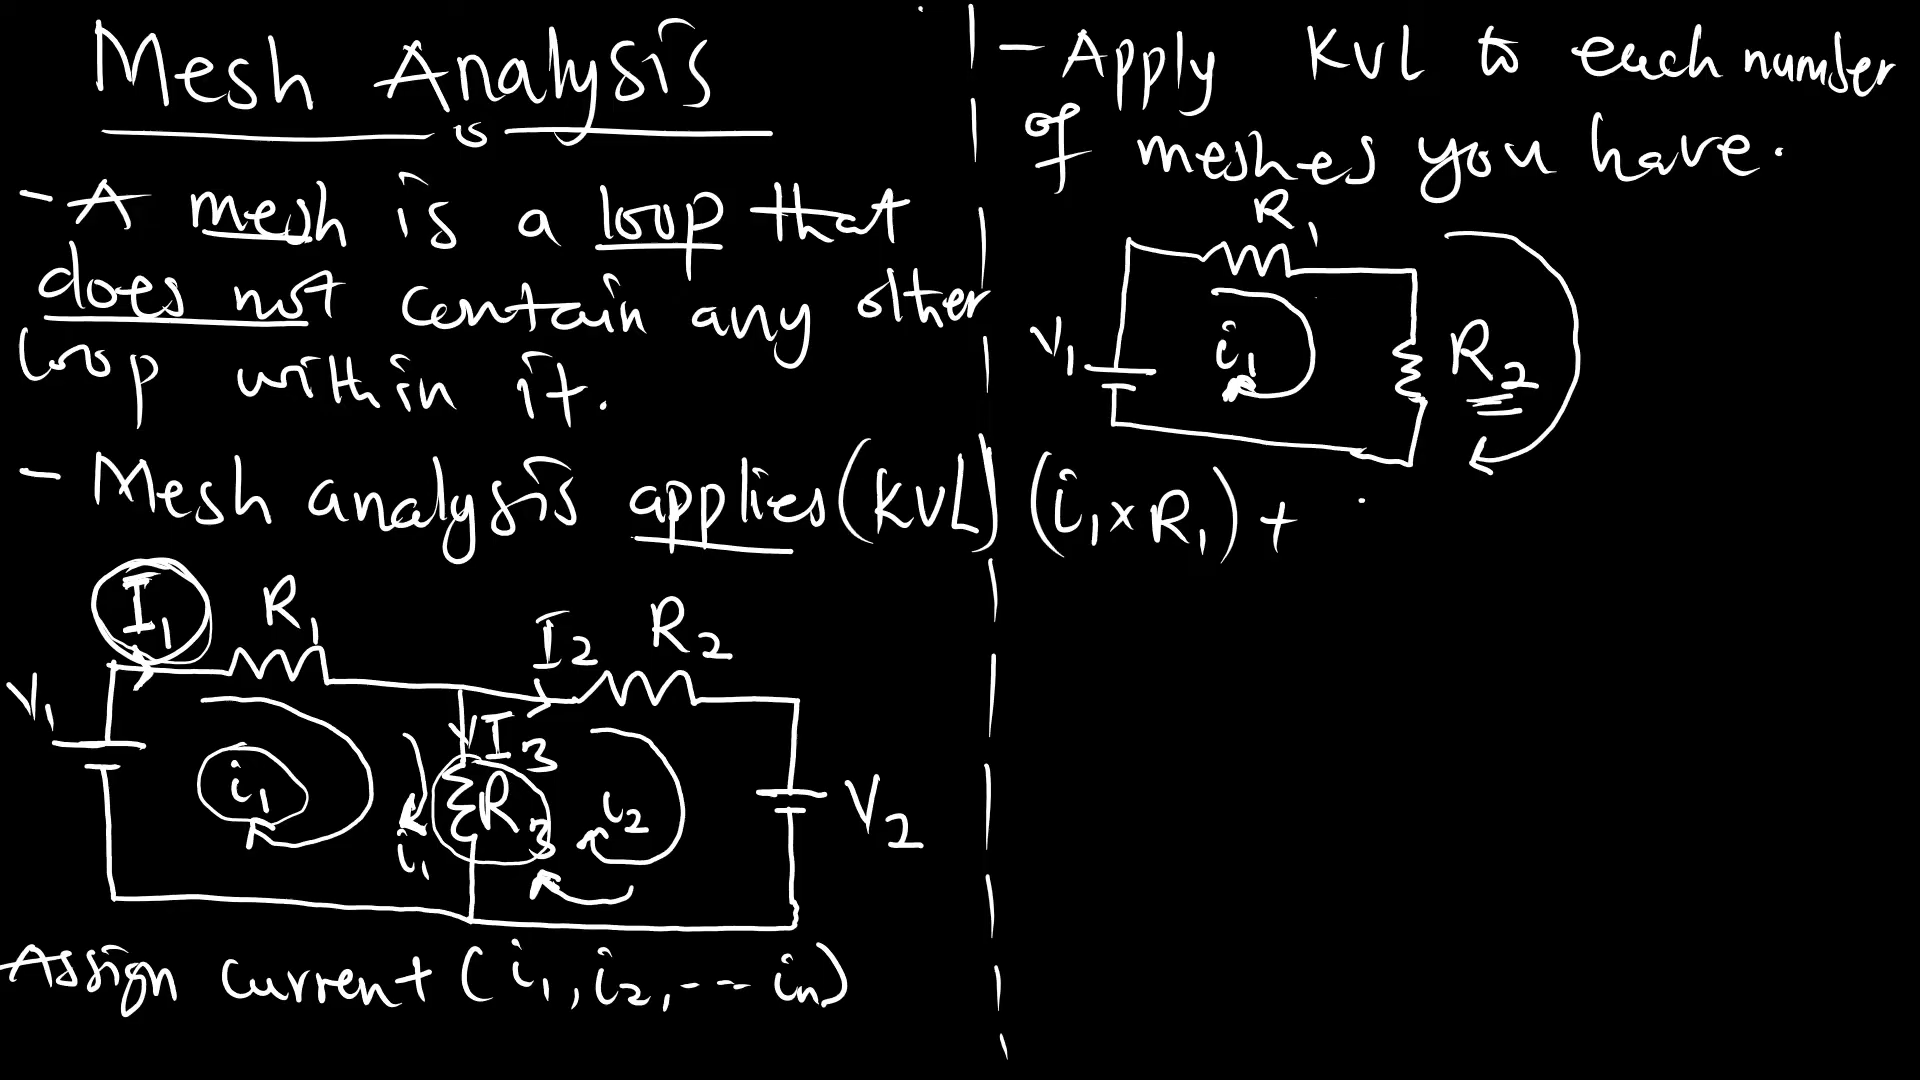 Mesh Analysis
- A mesh is a loop that
does not contain any other
loop within it.
- Mesh analysis applies (KVL)
I1
R1
I2
R2
V1
i1
I3
R3
i1
i2
V2
Assign current (i1, i2, --- in)
- Apply KVL to each number
of meshes you have.
R1
V1
i1
R2
(i1 × R1) +